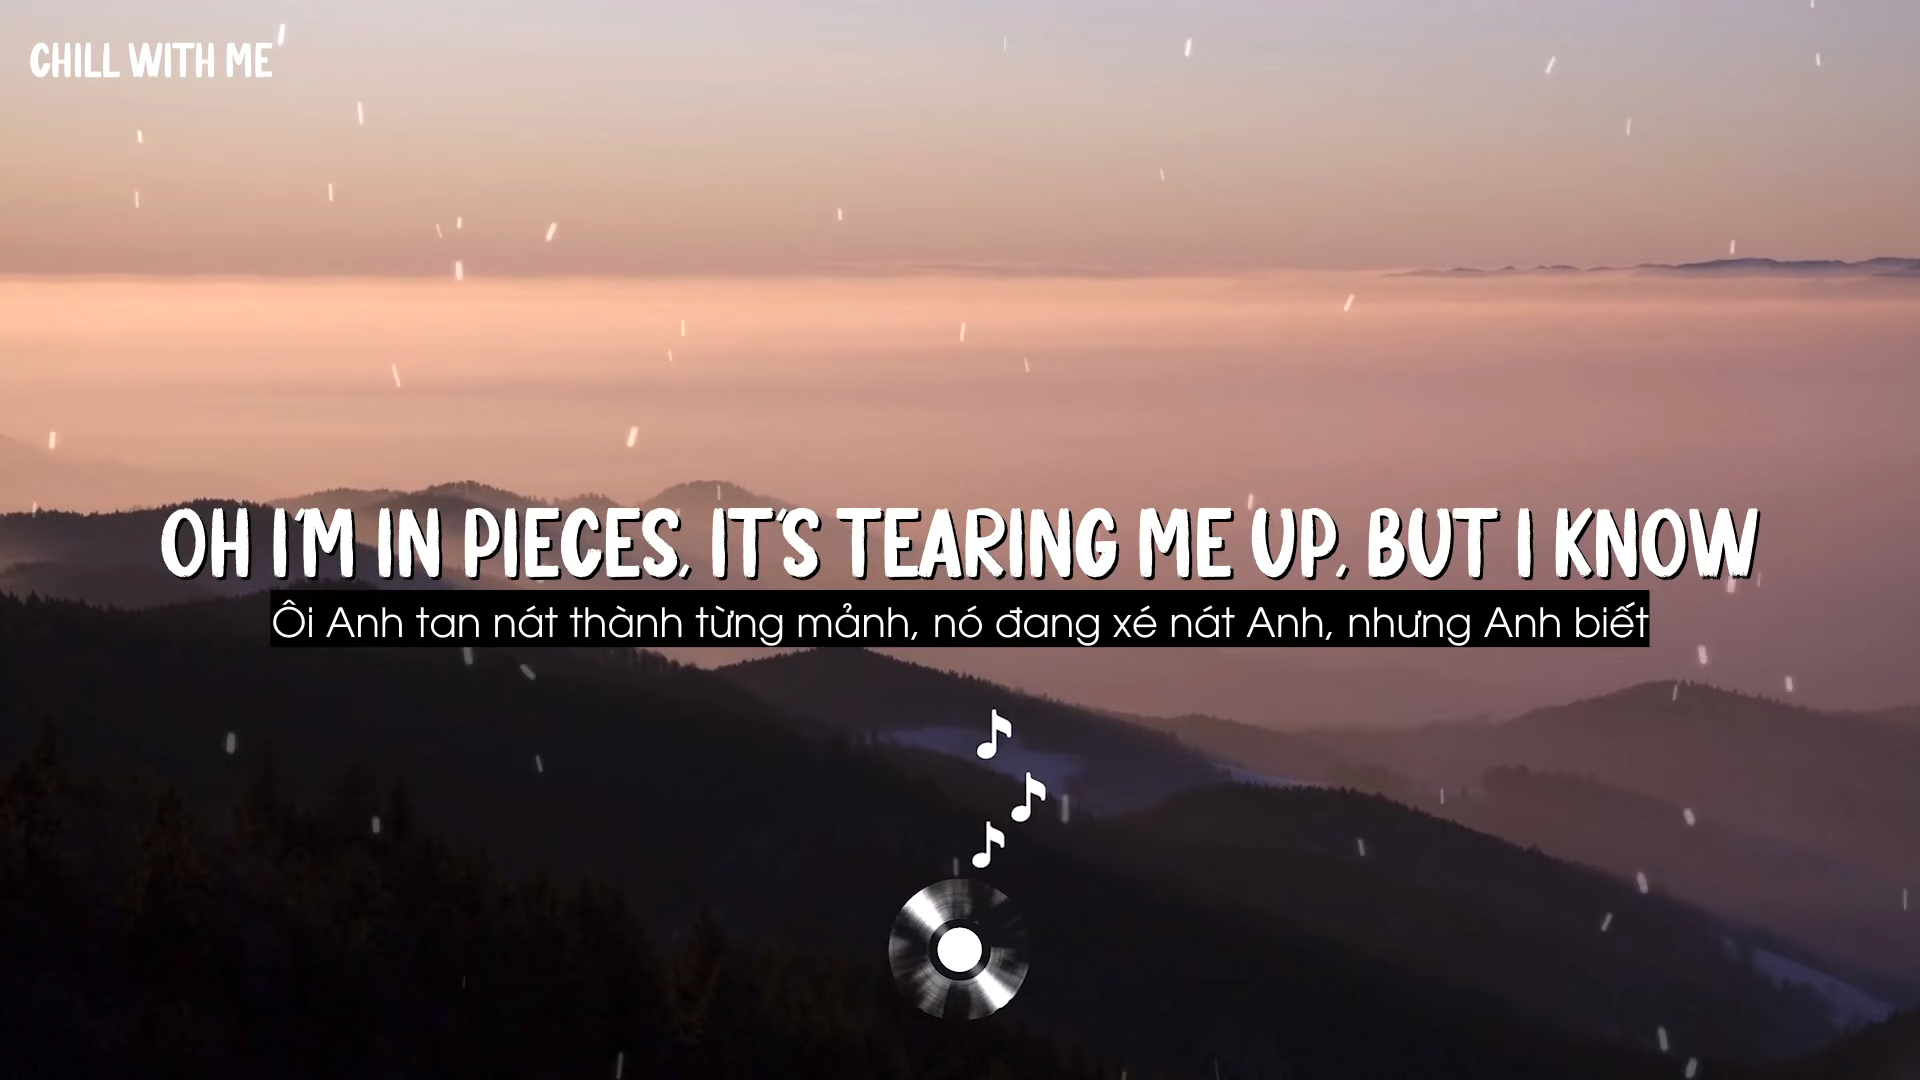 CHILL WITH ME
OH I'M IN PIECES, IT'S TEARING ME UP, BUT I KNOW
Ôi Anh tan nát thành từng mảnh, nó đang xé nát Anh, nhưng Anh biết